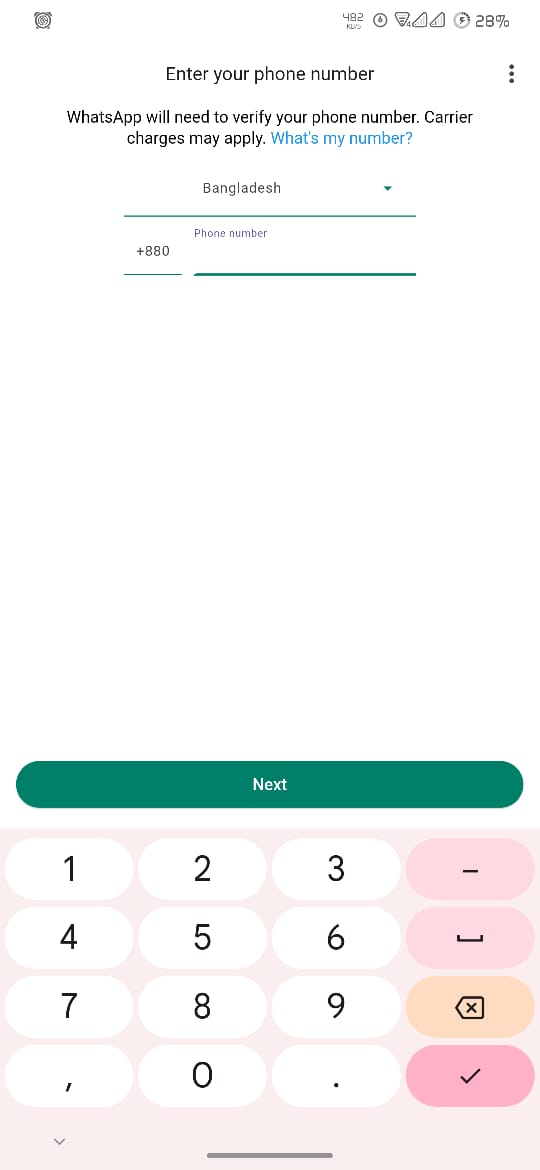 482
KB/S
4
28%
Enter your phone number
WhatsApp will need to verify your phone number. Carrier
charges may apply. What's my number?
Bangladesh
Phone number
+880
Next
1 2 3 –
4 5 6
7 8 9
, 0 .